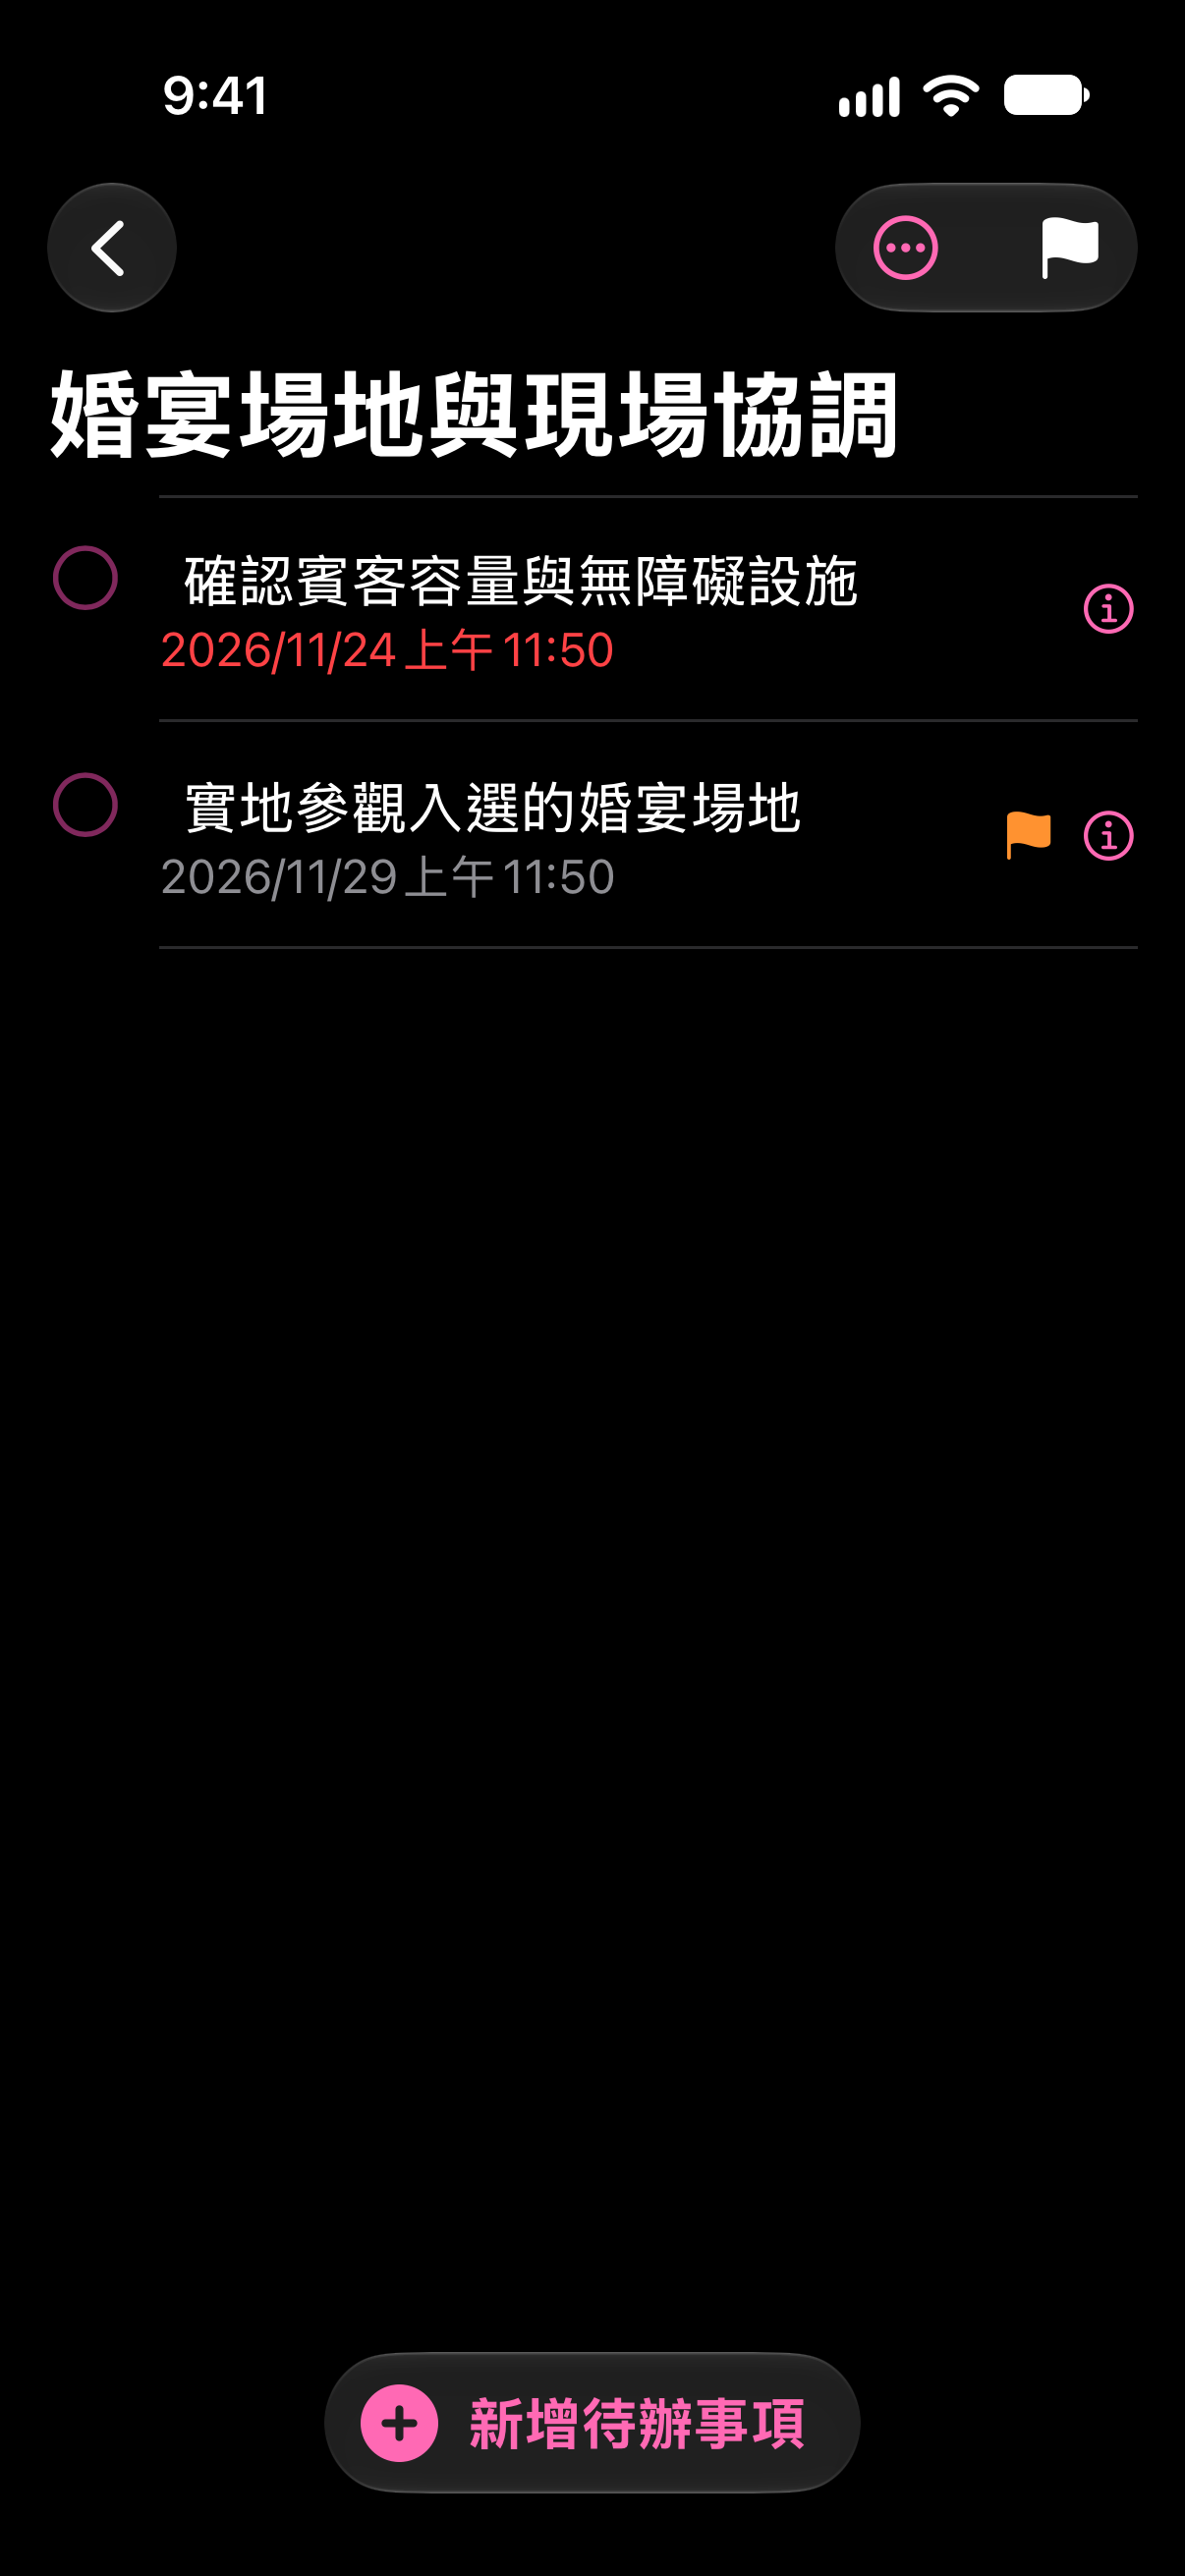 9:41
婚宴場地與現場協調
確認賓客容量與無障礙設施
2026/11/24 上午 11:50
實地參觀入選的婚宴場地
2026/11/29 上午 11:50
新增待辦事項